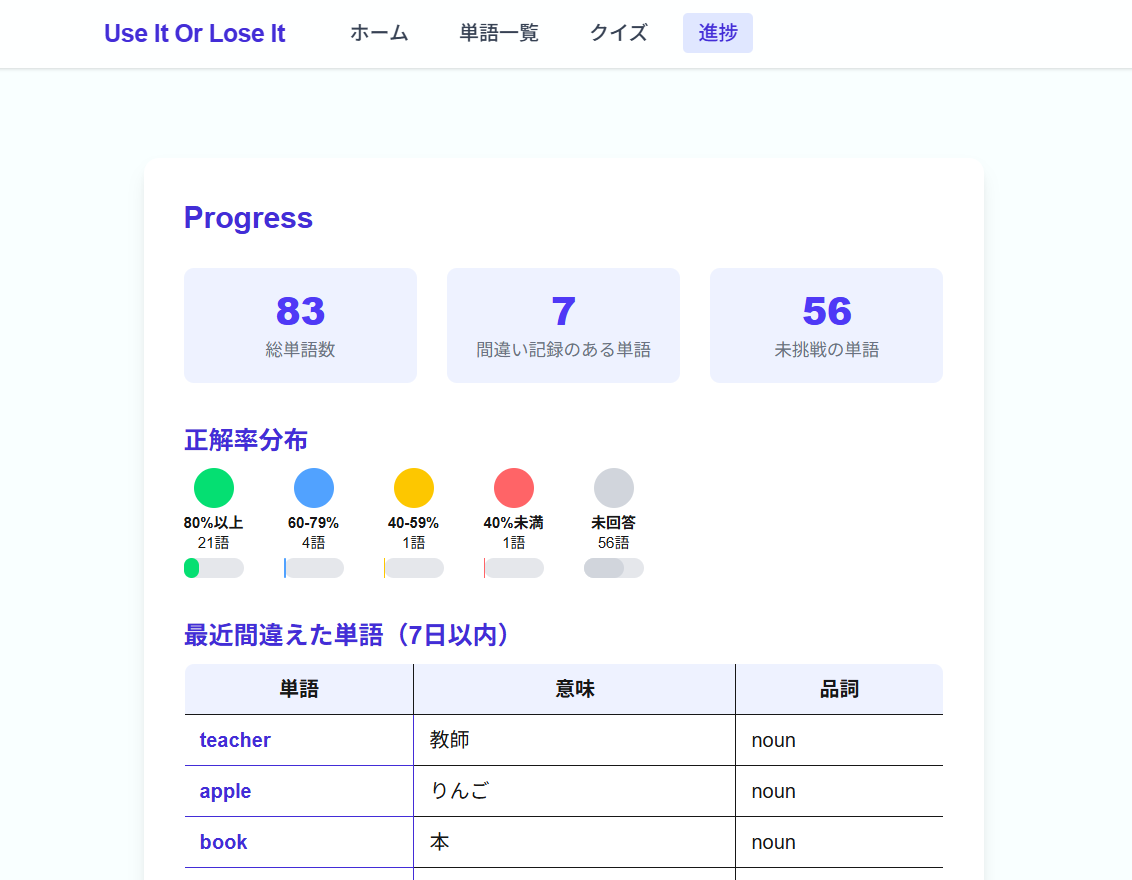 Use It Or Lose It ホーム 単語一覧 クイズ 進捗
Progress
83 7 56
総単語数 間違い記録のある単語 未挑戦の単語
正解率分布
80%以上 60-79% 40-59% 40%未満 未回答
21語 4語 1語 1語 56語
最近間違えた単語（7日以内）
単語 意味 品詞
teacher 教師 noun
apple りんご noun
book 本 noun